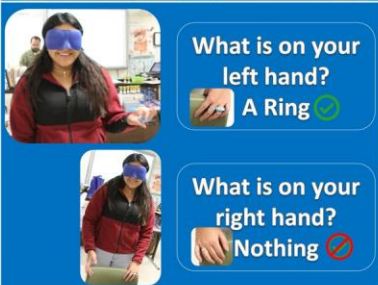 What is on your
left hand?
A Ring
What is on your
right hand?
Nothing